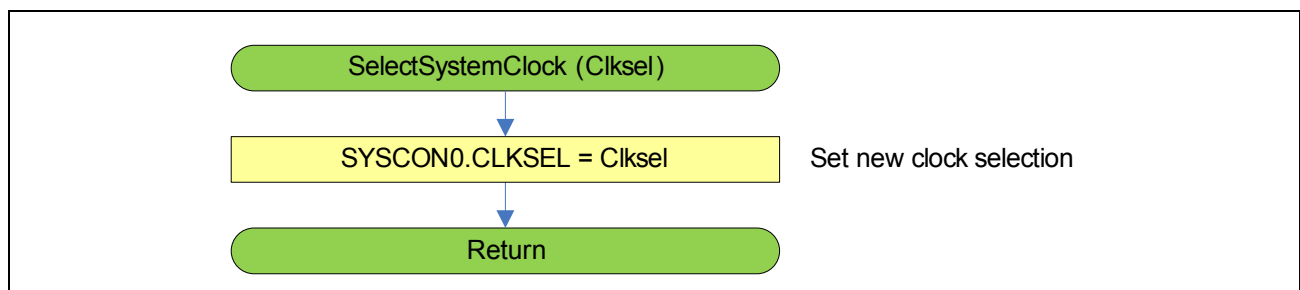 SelectSystemClock (Clksel)
SYSCON0.CLKSEL = Clksel
Set new clock selection
Return